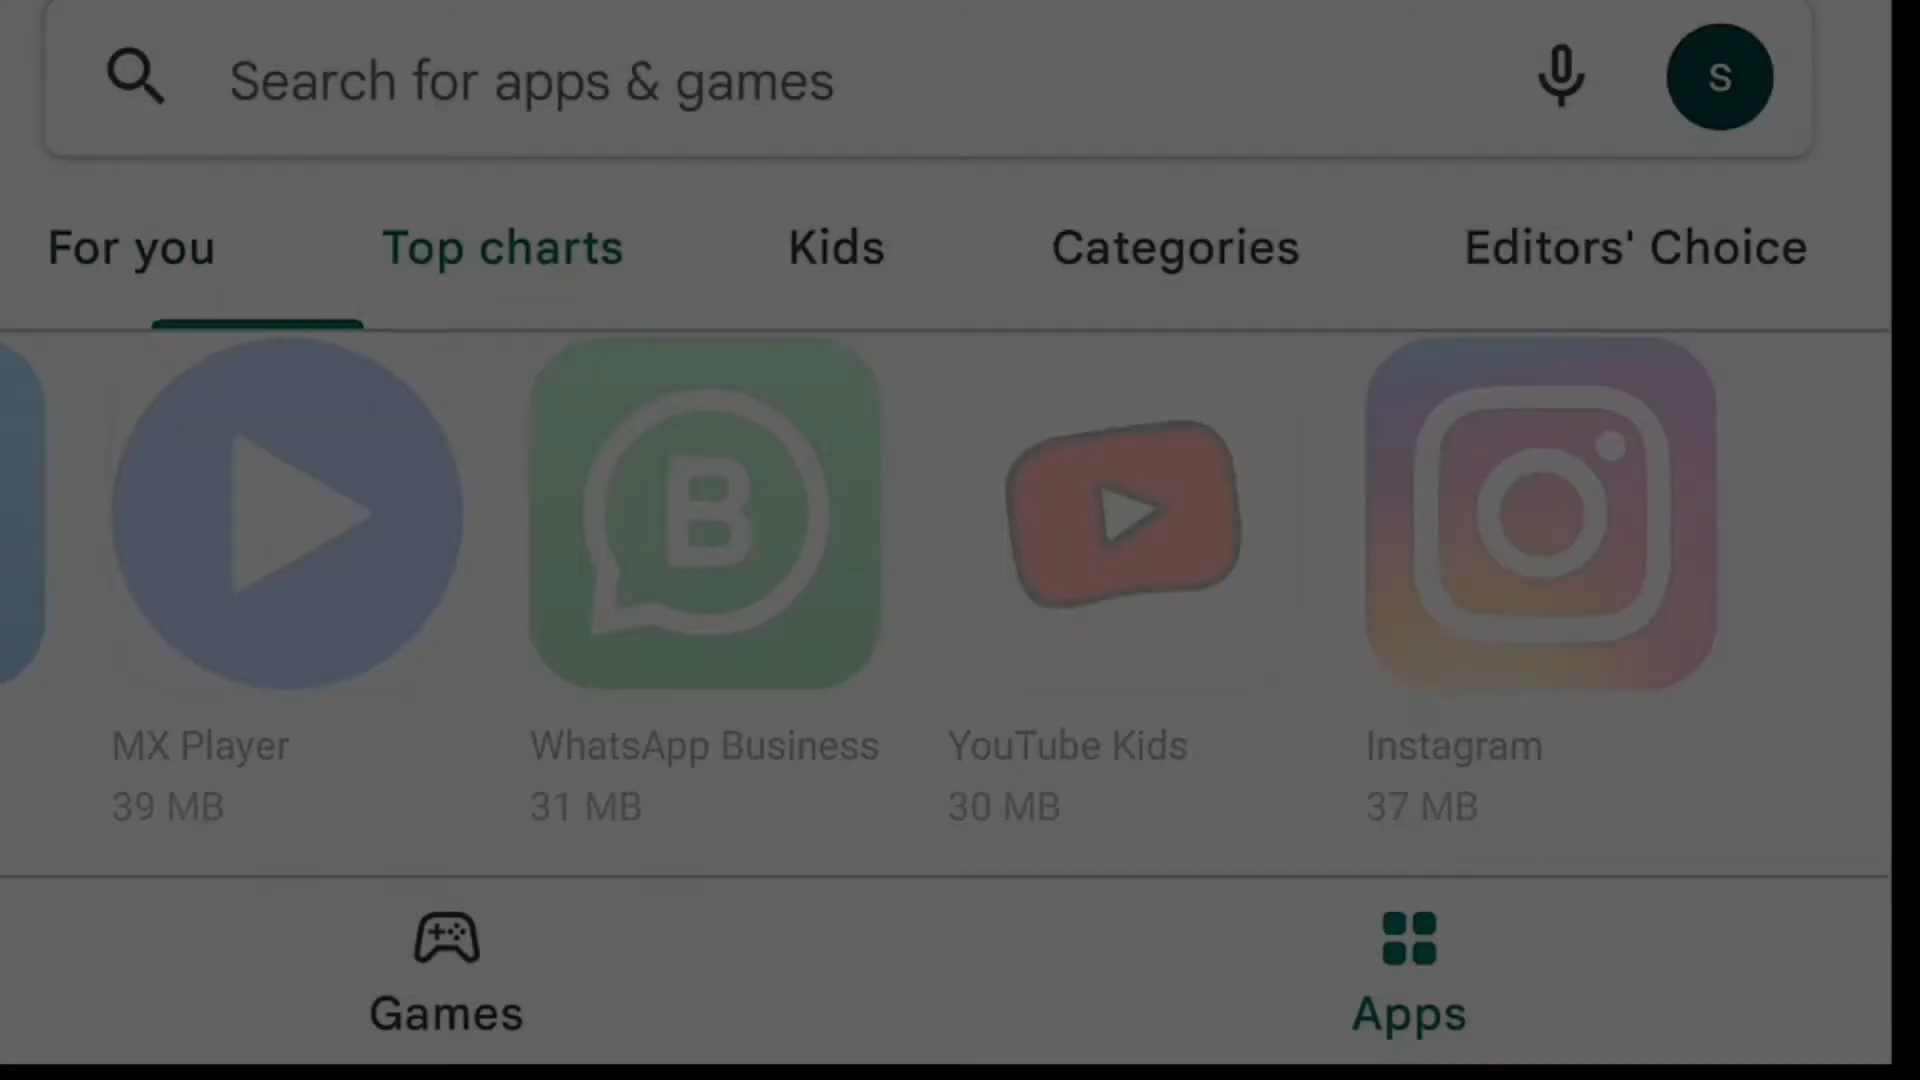 Search for apps & games
S
For you
Top charts
Kids
Categories
Editors' Choice
B
MX Player
39 MB
WhatsApp Business
31 MB
YouTube Kids
30 MB
Instagram
37 MB
Games
Apps